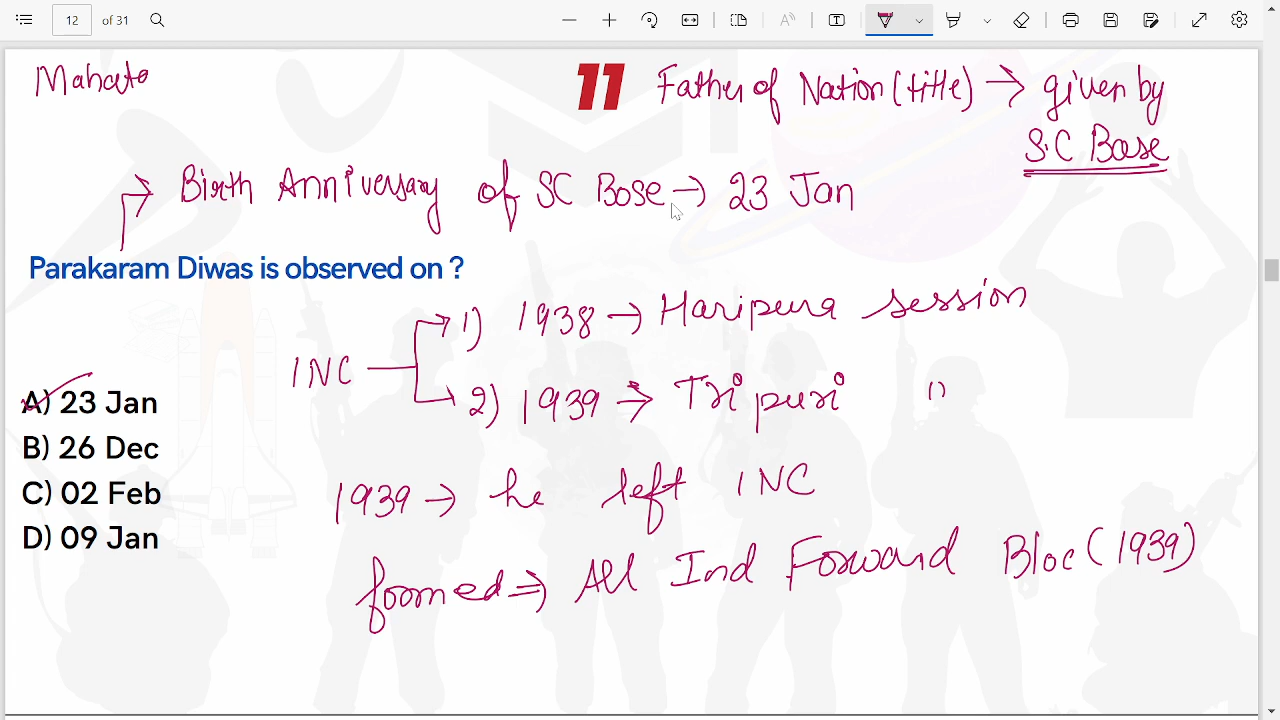 12 of 31
Mahato
11 Father of Nation (title) → given by
S.C Base
Birth Anniversary of SC Bose → 23 Jan
Parakaram Diwas is observed on ?
1) 1938 → Haripura session
INC
2) 1939 → Tripuri 11
A) 23 Jan
B) 26 Dec
C) 02 Feb
D) 09 Jan
1939 → he left INC
formed ⇒ All Ind Forward Bloc (1939)